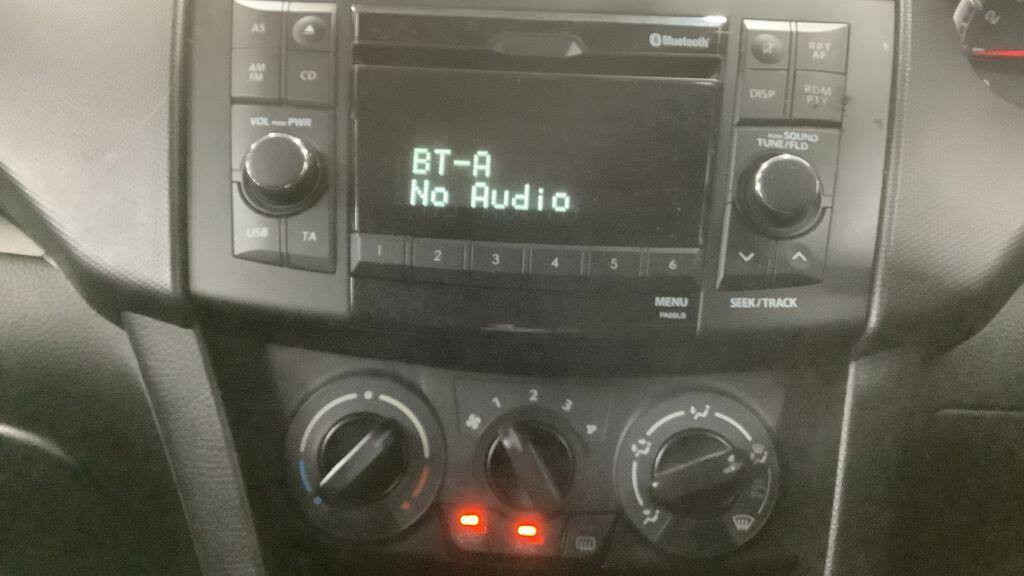 AS
AM
FM
CD
VOL PUSH PWR
USB
TA
Bluetooth
BT-A
No Audio
1 2 3 4 5 6
MENU
DISP
RPT
AF
RDM
PTY
PUSH SOUND
TUNE/FLD
SEEK/TRACK
1 2 3
2